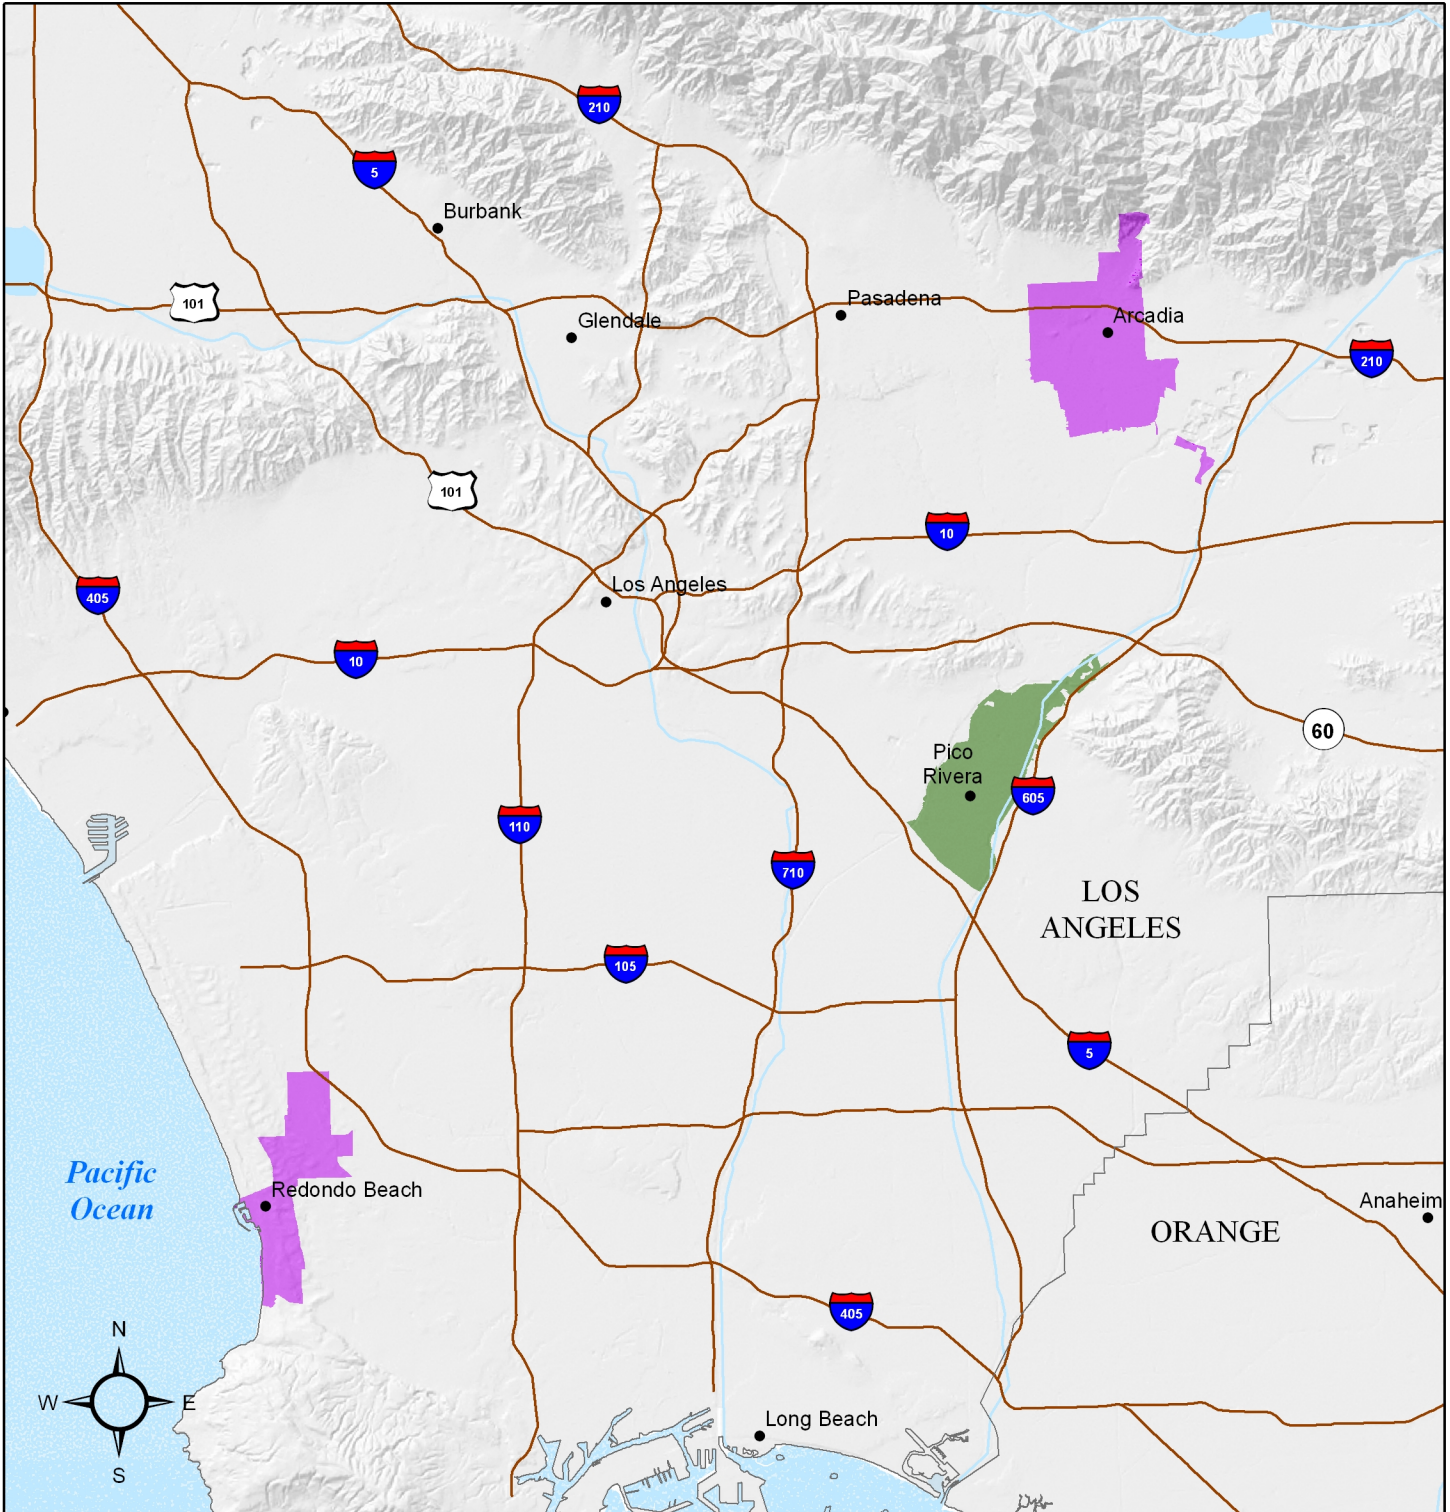 210
5
Burbank
101
Pasadena
Glendale
Arcadia
210
101
10
Los Angeles
405
10
60
Pico
Rivera
605
110
710
LOS
ANGELES
105
5
Pacific
Ocean
Redondo Beach
Anaheim
ORANGE
405
N
W
E
S
Long Beach